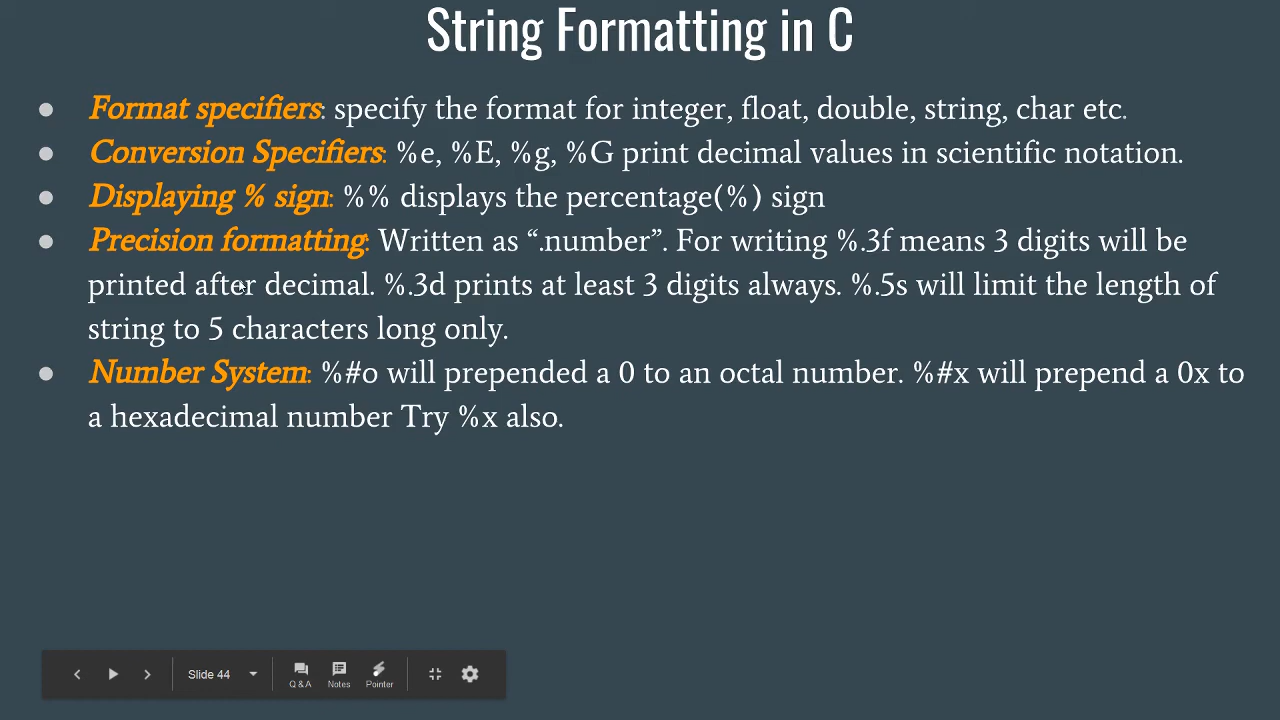 String Formatting in C
● Format specifiers: specify the format for integer, float, double, string, char etc.
● Conversion Specifiers: %e, %E, %g, %G print decimal values in scientific notation.
● Displaying % sign: %% displays the percentage(%) sign
● Precision formatting: Written as “.number”. For writing %.3f means 3 digits will be
printed after decimal. %.3d prints at least 3 digits always. %.5s will limit the length of
string to 5 characters long only.
● Number System: %#o will prepended a 0 to an octal number. %#x will prepend a 0x to
a hexadecimal number Try %x also.
Slide 44
Q & A Notes Pointer